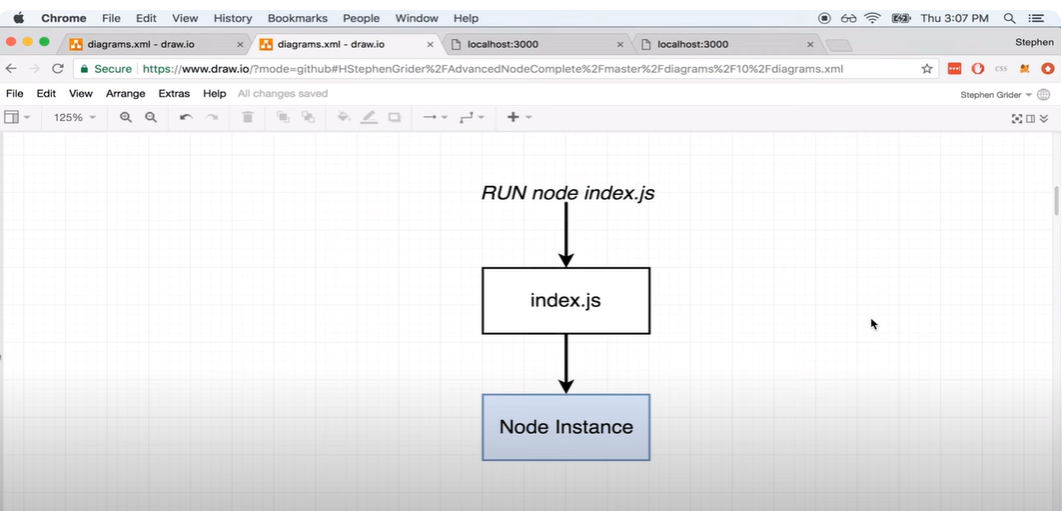 Chrome File Edit View History Bookmarks People Window Help Thu 3:07 PM
diagrams.xml - draw.io diagrams.xml - draw.io localhost:3000 localhost:3000 Stephen
Secure https://www.draw.io/?mode=github#HStephenGrider%2FAdvancedNodeComplete%2Fmaster%2Fdiagrams%2F10%2Fdiagrams.xml CSS
File Edit View Arrange Extras Help All changes saved Stephen Grider
125%
RUN node index.js
index.js
Node Instance